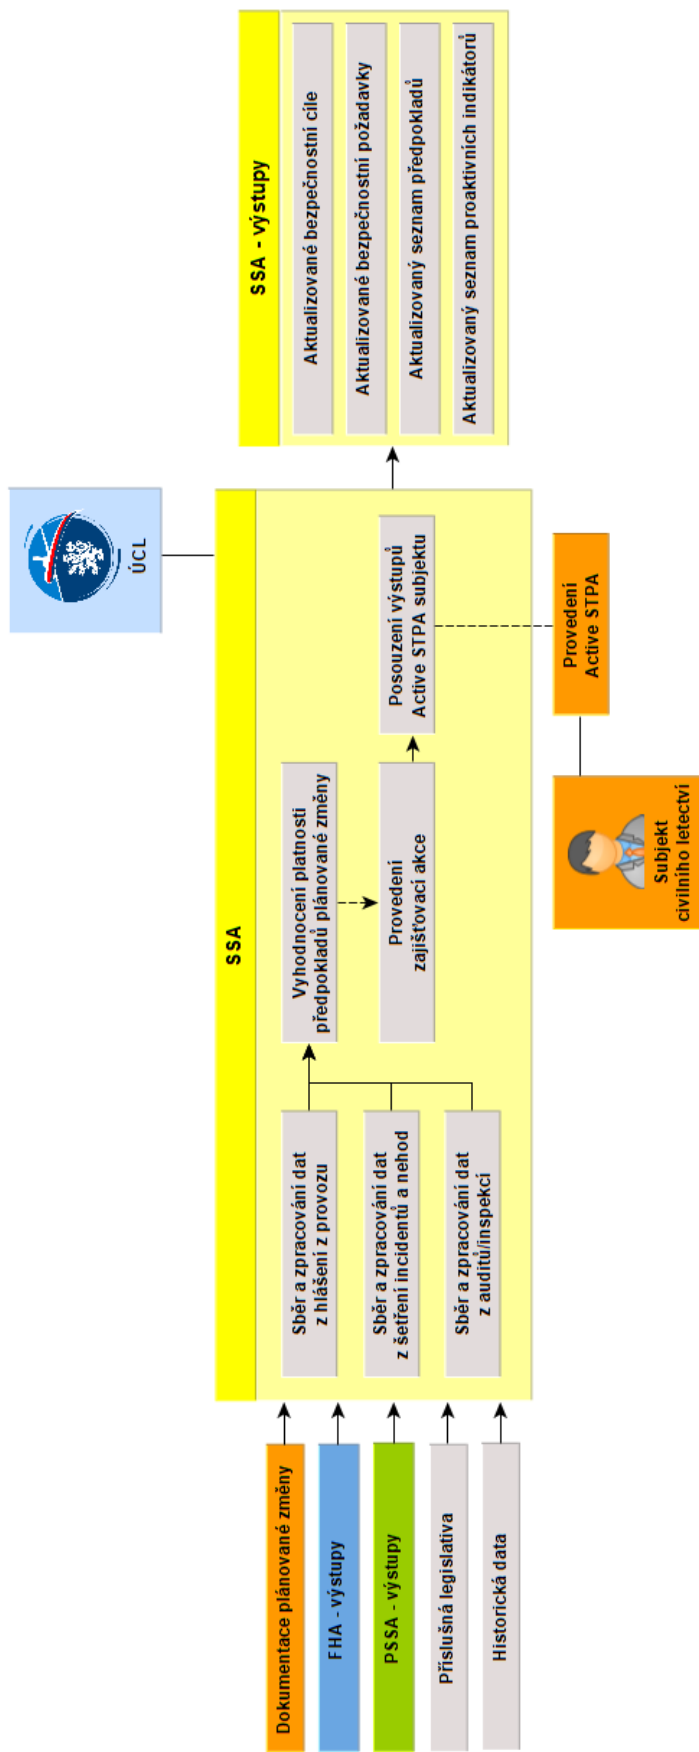 Dokumentace plánované změny
FHA - výstupy
PSSA - výstupy
Příslušná legislativa
Historická data
SSA
Sběr a zpracování dat
z hlášení z provozu
Sběr a zpracování dat
z šetření incidentů a nehod
Sběr a zpracování dat
z auditů/inspekcí
Vyhodnocení platnosti
předpokladů plánované změny
Provedení
zajišťovací akce
Posouzení výstupů
Active STPA subjektu
ÚCL
Subjekt
civilního letectví
Provedení
Active STPA
SSA - výstupy
Aktualizované bezpečnostní cíle
Aktualizované bezpečnostní požadavky
Aktualizovaný seznam předpokladů
Aktualizovaný seznam proaktivních indikátorů